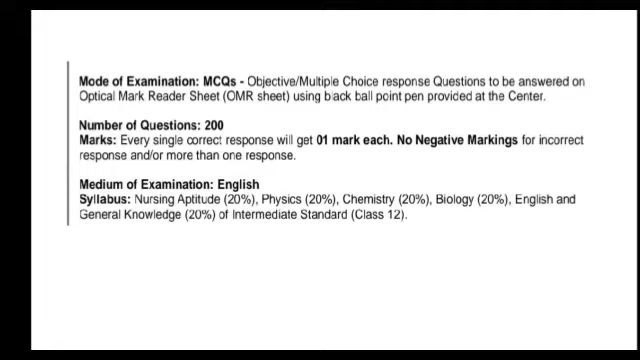 Mode of Examination: MCQs - Objective/Multiple Choice response Questions to be answered on
Optical Mark Reader Sheet (OMR sheet) using black ball point pen provided at the Center.
Number of Questions: 200
Marks: Every single correct response will get 01 mark each. No Negative Markings for incorrect
response and/or more than one response.
Medium of Examination: English
Syllabus: Nursing Aptitude (20%), Physics (20%), Chemistry (20%), Biology (20%), English and
General Knowledge (20%) of Intermediate Standard (Class 12).